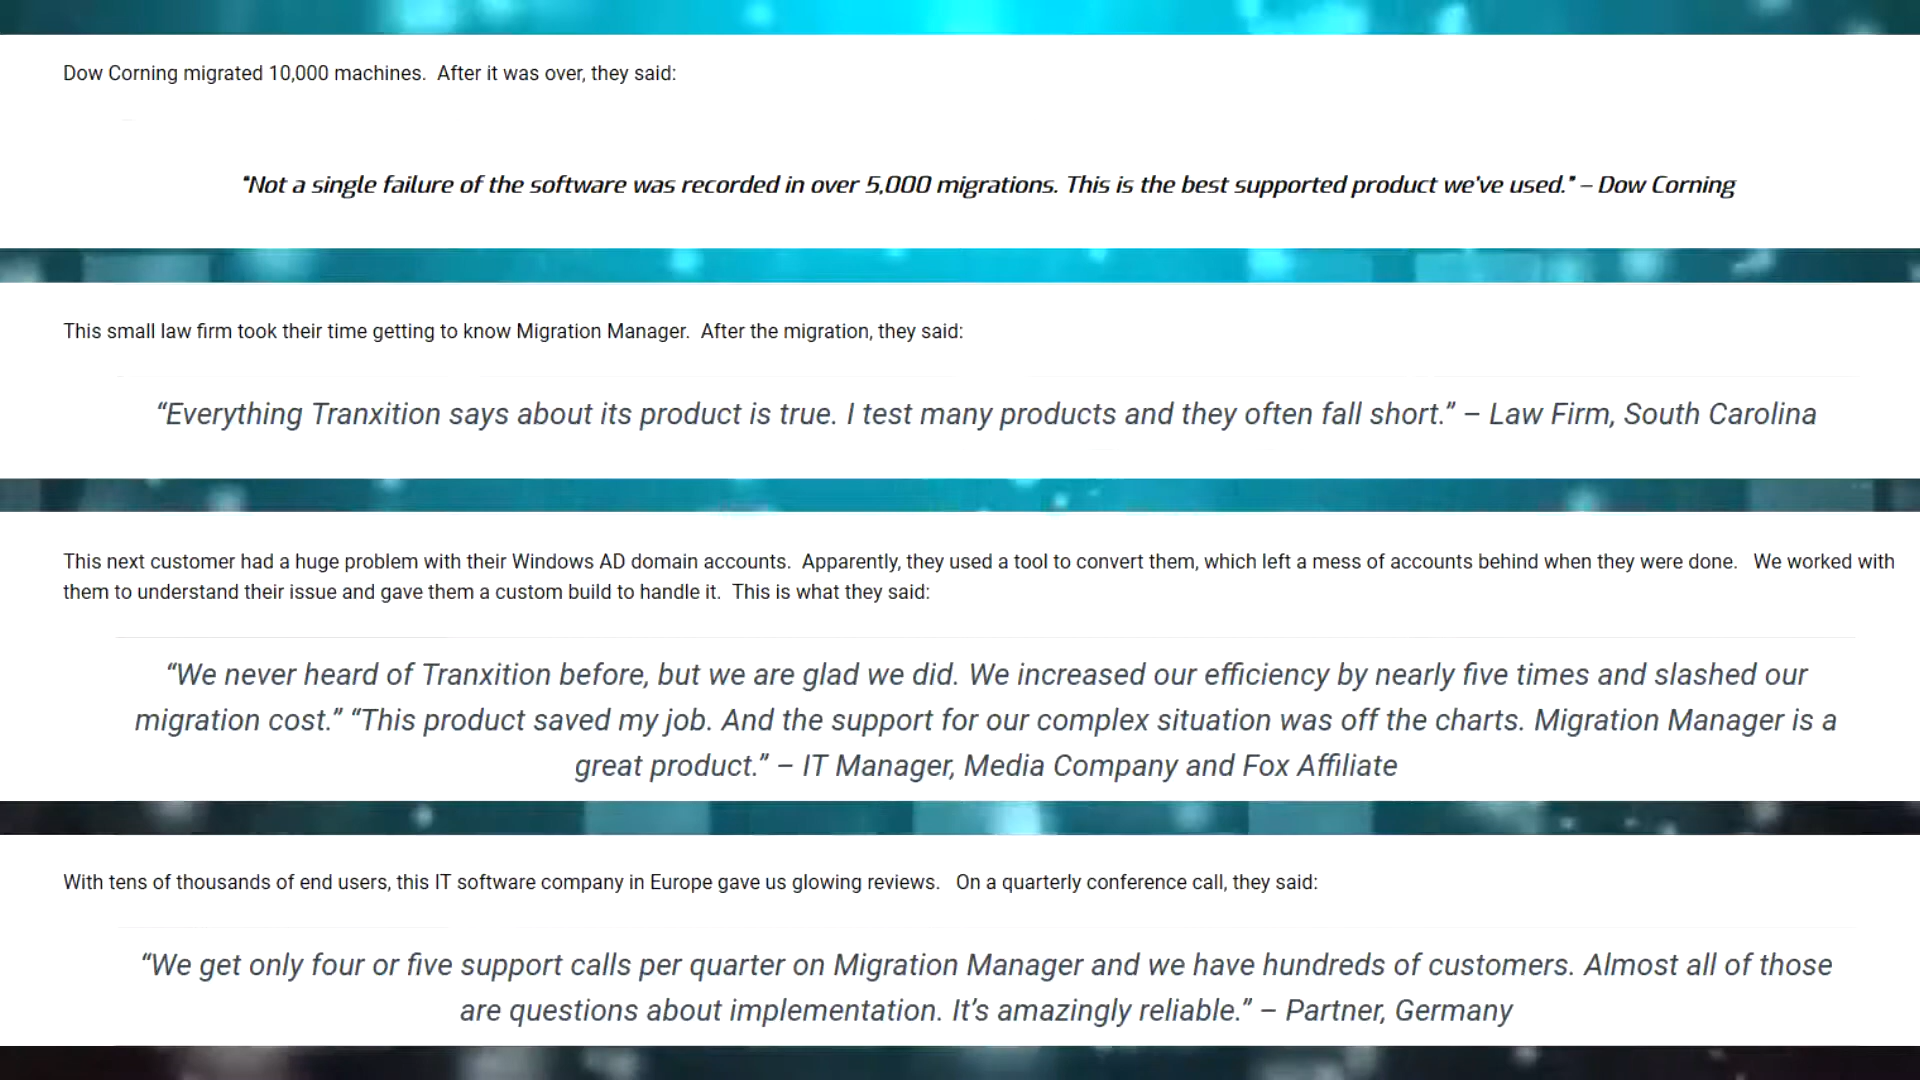 Dow Corning migrated 10,000 machines.  After it was over, they said:
"Not a single failure of the software was recorded in over 5,000 migrations. This is the best supported product we've used." – Dow Corning
This small law firm took their time getting to know Migration Manager.  After the migration, they said:
“Everything Tranxition says about its product is true. I test many products and they often fall short.” – Law Firm, South Carolina
This next customer had a huge problem with their Windows AD domain accounts.  Apparently, they used a tool to convert them, which left a mess of accounts behind when they were done.   We worked with
them to understand their issue and gave them a custom build to handle it.  This is what they said:
“We never heard of Tranxition before, but we are glad we did. We increased our efficiency by nearly five times and slashed our
migration cost.” “This product saved my job. And the support for our complex situation was off the charts. Migration Manager is a
great product.” – IT Manager, Media Company and Fox Affiliate
With tens of thousands of end users, this IT software company in Europe gave us glowing reviews.   On a quarterly conference call, they said:
“We get only four or five support calls per quarter on Migration Manager and we have hundreds of customers. Almost all of those
are questions about implementation. It’s amazingly reliable.” – Partner, Germany